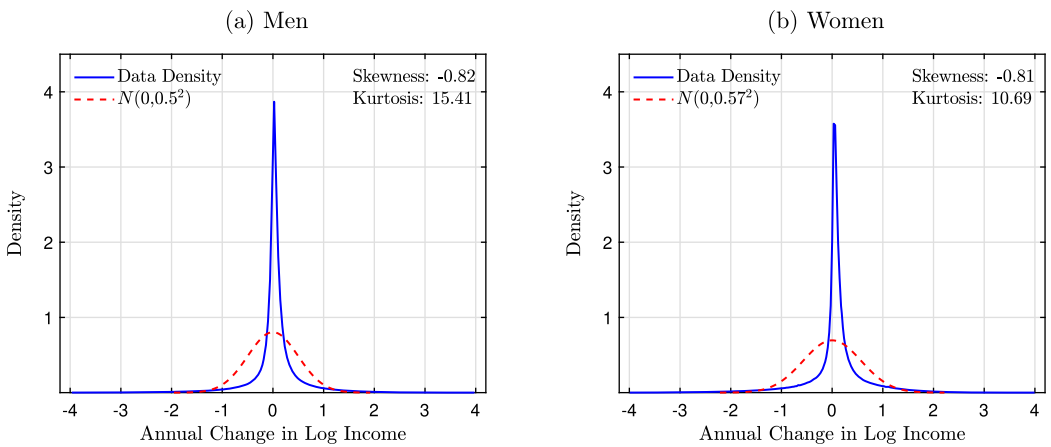 (a) Men
Data Density
N(0,0.5²)
Skewness: -0.82
Kurtosis: 15.41
4
3
2
1
Density
-4 -3 -2 -1 0 1 2 3 4
Annual Change in Log Income
(b) Women
Data Density
N(0,0.57²)
Skewness: -0.81
Kurtosis: 10.69
4
3
2
1
Density
-4 -3 -2 -1 0 1 2 3 4
Annual Change in Log Income